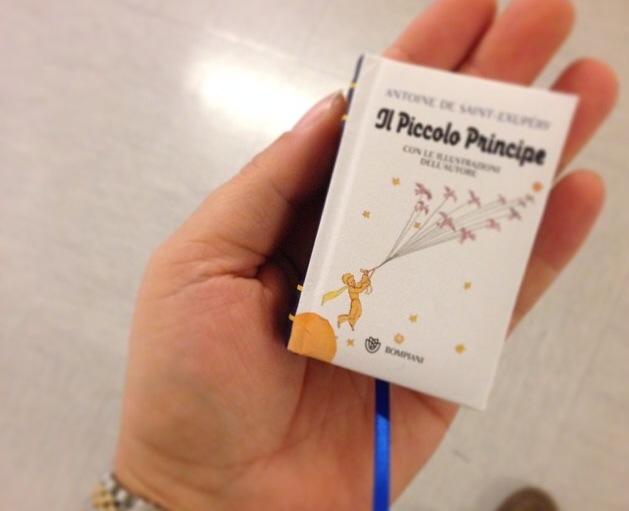 ANTOINE DE SAINT-EXUPÉRY
Il Piccolo Principe
CON LE ILLUSTRAZIONI
DELL'AUTORE
BOMPIANI